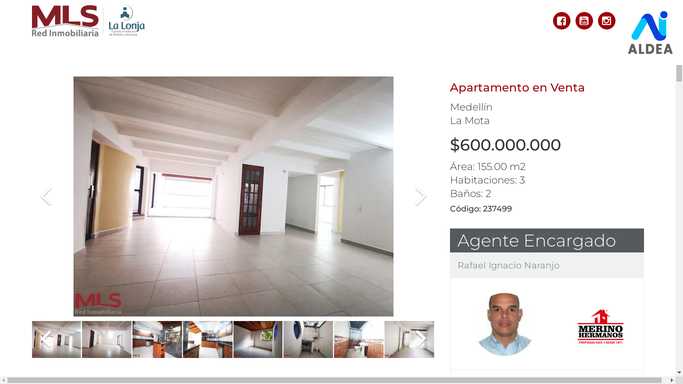 MLS
Red Inmobiliaria
La Lonja
ALDEA
Apartamento en Venta
Medellín
La Mota
$600.000.000
Área: 155.00 m2
Habitaciones: 3
Baños: 2
Código: 237499
MLS
Red Inmobiliaria
Agente Encargado
Rafael Ignacio Naranjo
MERINO
HERMANOS